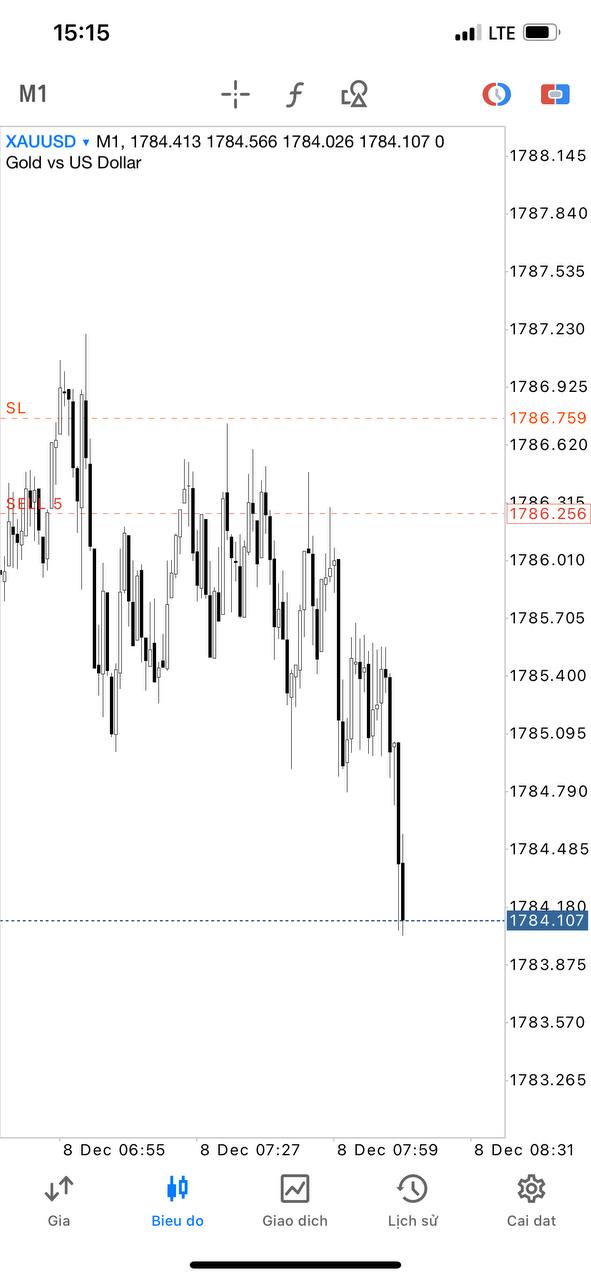 15:15
LTE
M1
XAUUSD M1, 1784.413 1784.566 1784.026 1784.107 0
Gold vs US Dollar
1788.145
1787.840
1787.535
1787.230
1786.925
SL
1786.759
1786.620
SELL 5
1786.315
1786.256
1786.010
1785.705
1785.400
1785.095
1784.790
1784.485
1784.180
1784.107
1783.875
1783.570
1783.265
8 Dec 06:55 8 Dec 07:27 8 Dec 07:59 8 Dec 08:31
Gia Bieu do Giao dich Lịch sử Cai dat